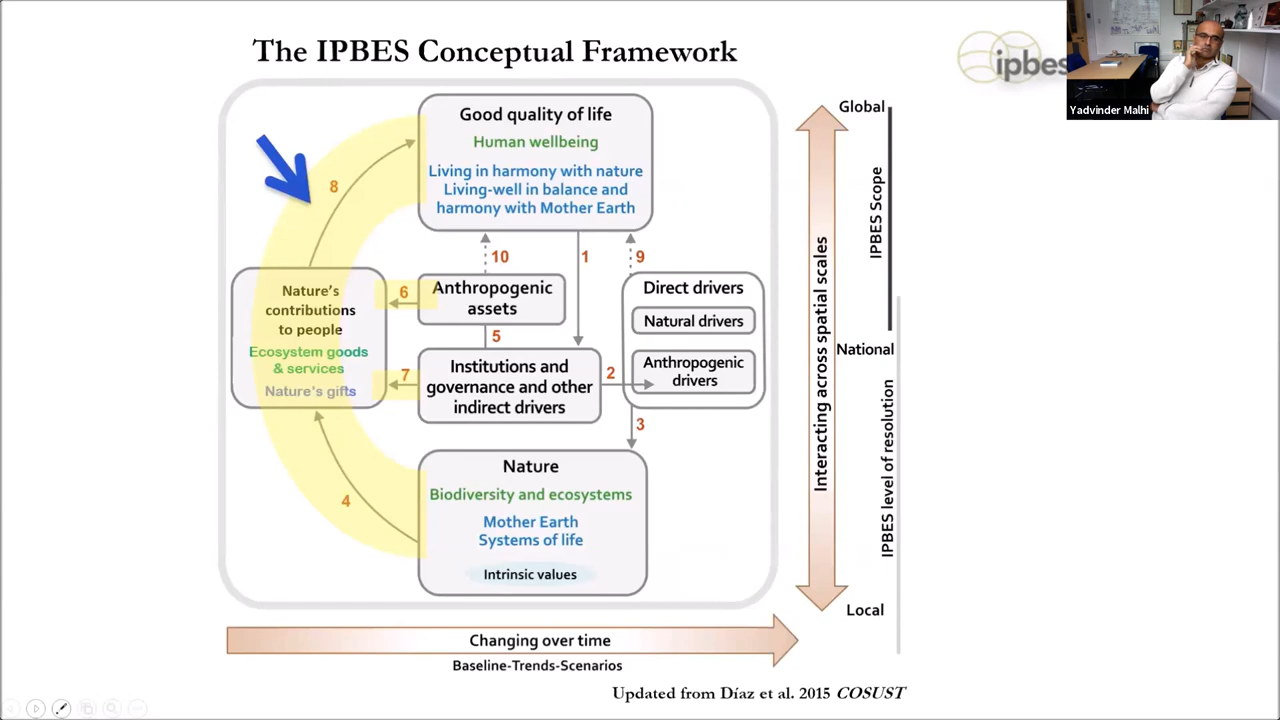 The IPBES Conceptual Framework
ipbes
Yadvinder Malhi
Good quality of life
Human wellbeing
Living in harmony with nature
Living-well in balance and
harmony with Mother Earth
8
10
1
9
Nature's
contributions
to people
Ecosystem goods
& services
Nature's gifts
6
Anthropogenic
assets
5
7
Institutions and
governance and other
indirect drivers
2
Direct drivers
Natural drivers
Anthropogenic
drivers
3
4
Nature
Biodiversity and ecosystems
Mother Earth
Systems of life
Intrinsic values
Interacting across spatial scales
Global
IPBES Scope
National
IPBES level of resolution
Local
Changing over time
Baseline-Trends-Scenarios
Updated from Díaz et al. 2015 COSUST